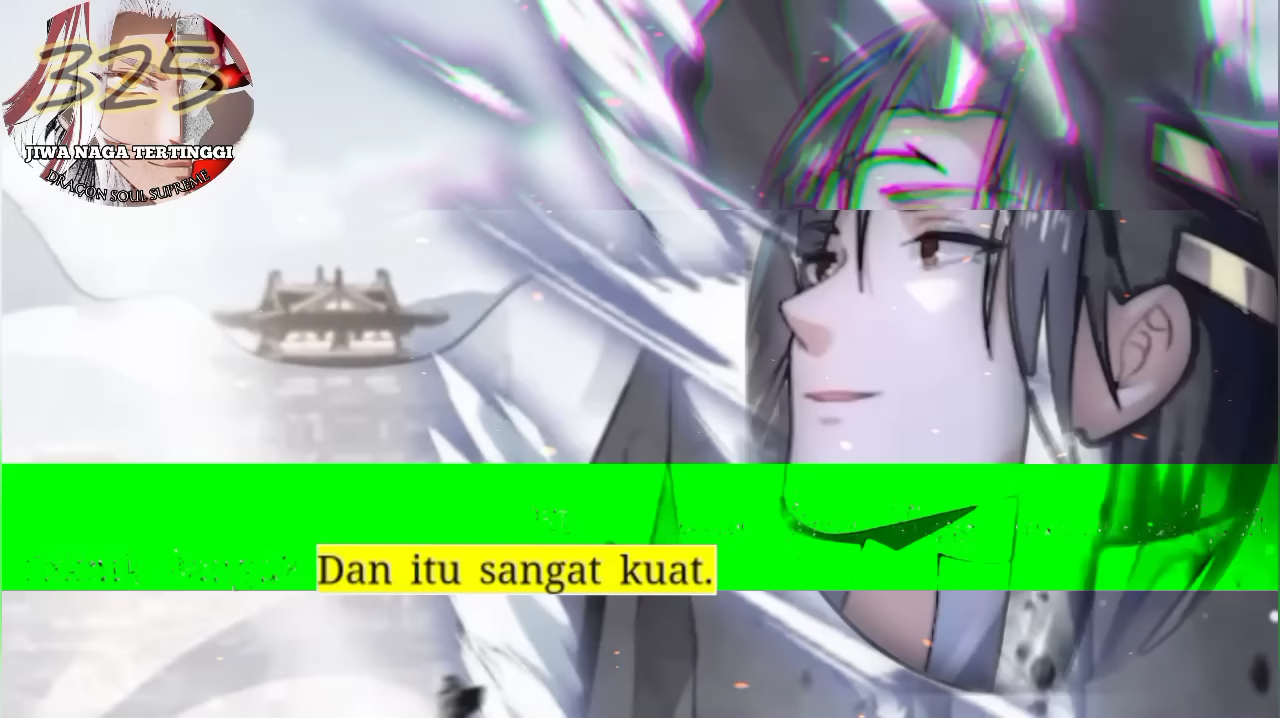 325
JIWA NAGA TERTINGGI
DRAGON SOUL SUPREME
Dan itu sangat kuat.